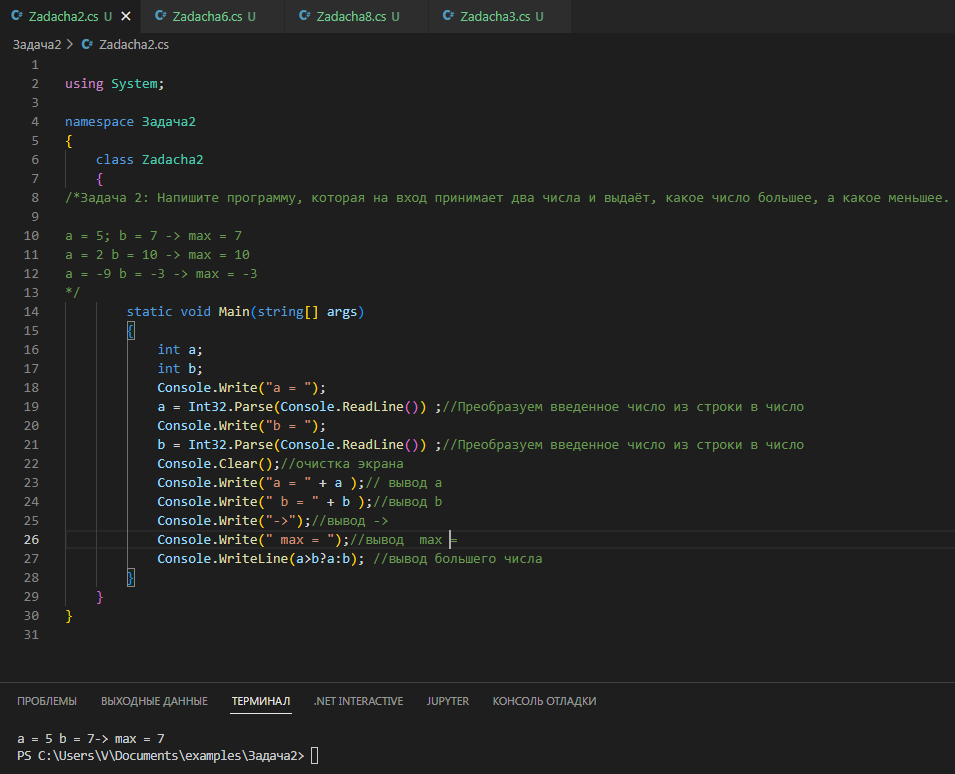 C# Zadacha2.cs U × C# Zadacha6.cs U C# Zadacha8.cs U C# Zadacha3.cs U
Задача2 > C# Zadacha2.cs
1
2 using System;
3
4 namespace Задача2
5 {
6 class Zadacha2
7 {
8 /*Задача 2: Напишите программу, которая на вход принимает два числа и выдаёт, какое число большее, а какое меньшее.
9
10 a = 5; b = 7 -> max = 7
11 a = 2 b = 10 -> max = 10
12 a = -9 b = -3 -> max = -3
13 */
14 static void Main(string[] args)
15 {
16 int a;
17 int b;
18 Console.Write("a = ");
19 a = Int32.Parse(Console.ReadLine()) ;//Преобразуем введенное число из строки в число
20 Console.Write("b = ");
21 b = Int32.Parse(Console.ReadLine()) ;//Преобразуем введенное число из строки в число
22 Console.Clear();//очистка экрана
23 Console.Write("a = " + a );// вывод a
24 Console.Write(" b = " + b );//вывод b
25 Console.Write("->");//вывод ->
26 Console.Write(" max = ");//вывод  max =
27 Console.WriteLine(a>b?a:b); //вывод большего числа
28 }
29 }
30 }
31
ПРОБЛЕМЫ ВЫХОДНЫЕ ДАННЫЕ ТЕРМИНАЛ .NET INTERACTIVE JUPYTER КОНСОЛЬ ОТЛАДКИ
a = 5 b = 7-> max = 7
PS C:\Users\V\Documents\examples\Задача2>